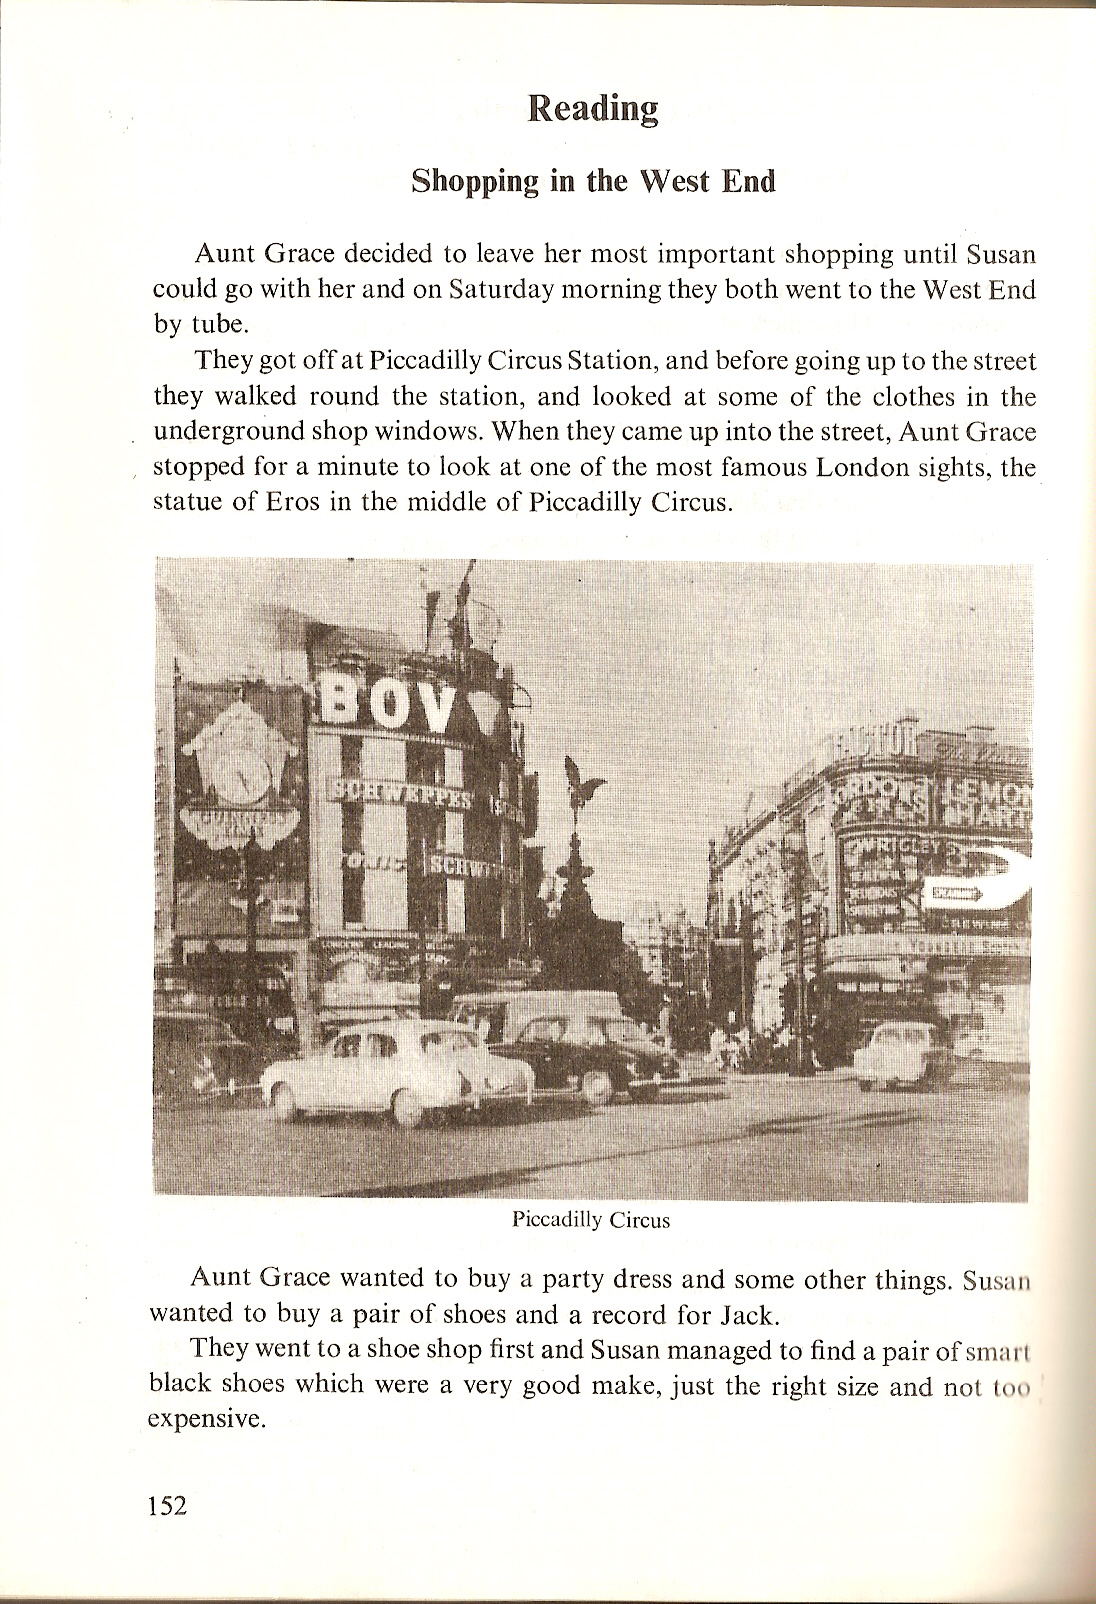 Reading
Shopping in the West End
Aunt Grace decided to leave her most important shopping until Susan
could go with her and on Saturday morning they both went to the West End
by tube.
They got off at Piccadilly Circus Station, and before going up to the street
they walked round the station, and looked at some of the clothes in the
underground shop windows. When they came up into the street, Aunt Grace
stopped for a minute to look at one of the most famous London sights, the
statue of Eros in the middle of Piccadilly Circus.
BOV
SCHWEPPES
TONIC SCHWEPP
GORDON'S LEMON
HART
WRIGLEY'S
Piccadilly Circus
Aunt Grace wanted to buy a party dress and some other things. Susan
wanted to buy a pair of shoes and a record for Jack.
They went to a shoe shop first and Susan managed to find a pair of smart
black shoes which were a very good make, just the right size and not too
expensive.
152